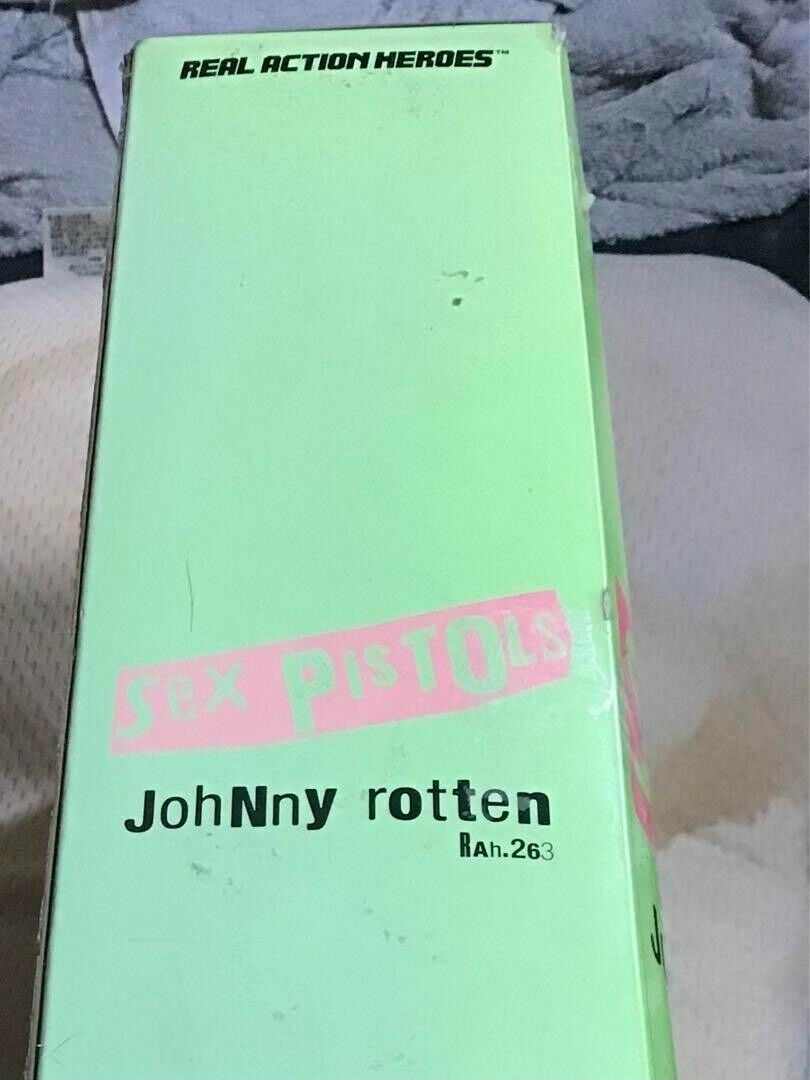 REAL ACTION HEROES™
SeX PISTOLS
JohNny rotten
RAh.263